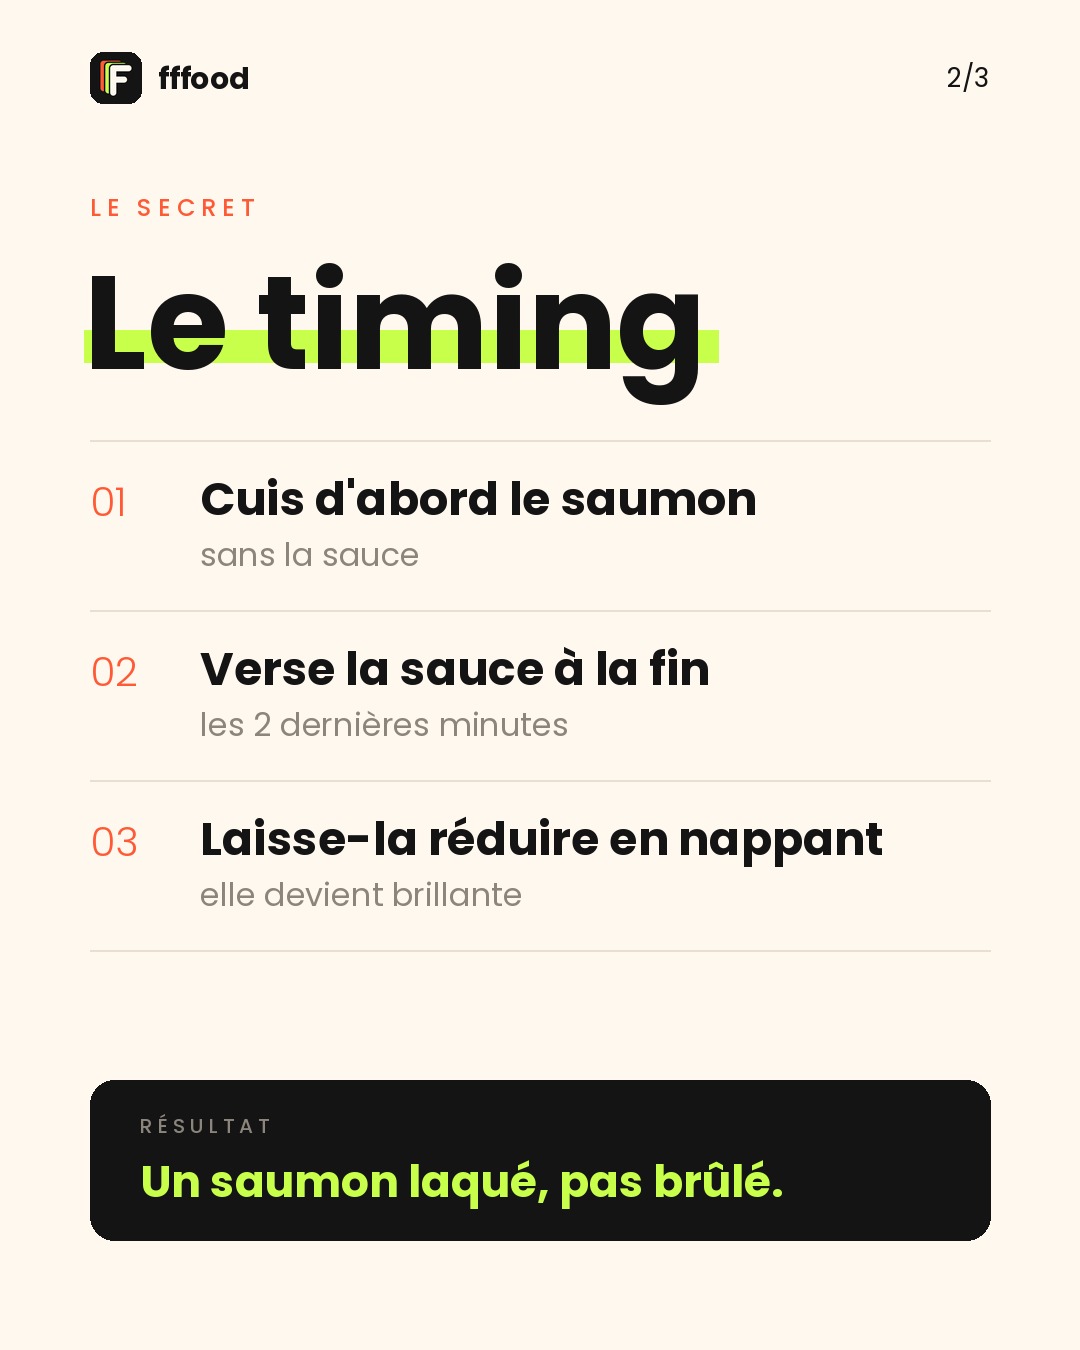 F fffood
2/3
LE SECRET
Le timing
01 Cuis d'abord le saumon
sans la sauce
02 Verse la sauce à la fin
les 2 dernières minutes
03 Laisse-la réduire en nappant
elle devient brillante
RÉSULTAT
Un saumon laqué, pas brûlé.